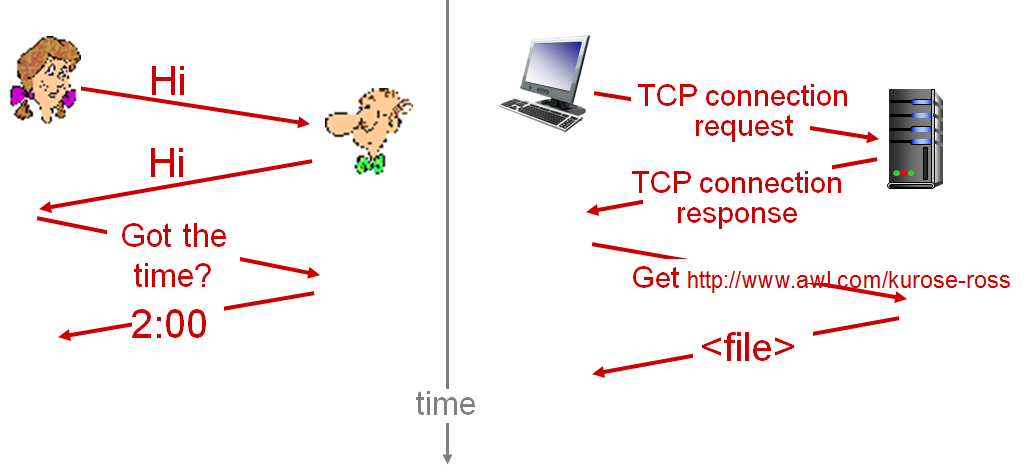 Hi
Hi
Got the
time?
2:00
TCP connection
request
TCP connection
response
Get http://www.awl.com/kurose-ross
<file>
time